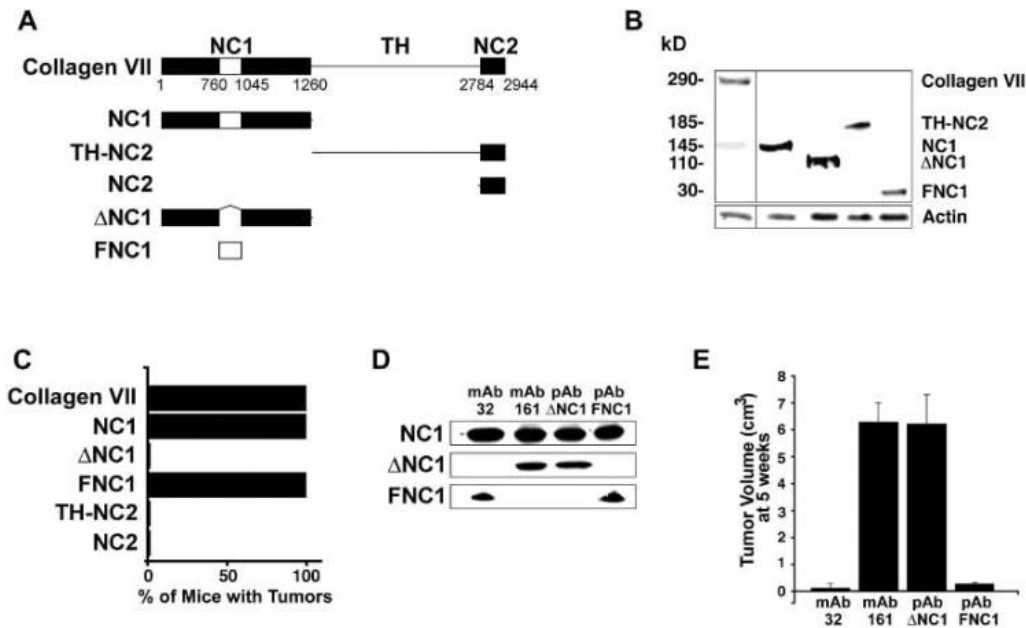 A
NC1 TH NC2
Collagen VII
1 760 1045 1260 2784 2944
NC1
TH-NC2
NC2
ΔNC1
FNC1
B
kD
290-
185-
145-
110-
30-
Collagen VII
TH-NC2
NC1
ΔNC1
FNC1
Actin
C
Collagen VII
NC1
ΔNC1
FNC1
TH-NC2
NC2
0 50 100
% of Mice with Tumors
D
mAb mAb pAb pAb
32 161 ΔNC1 FNC1
NC1
ΔNC1
FNC1
E
Tumor Volume (cm³)
at 5 weeks
8
7
6
5
4
3
2
1
0
mAb mAb pAb pAb
32 161 ΔNC1 FNC1